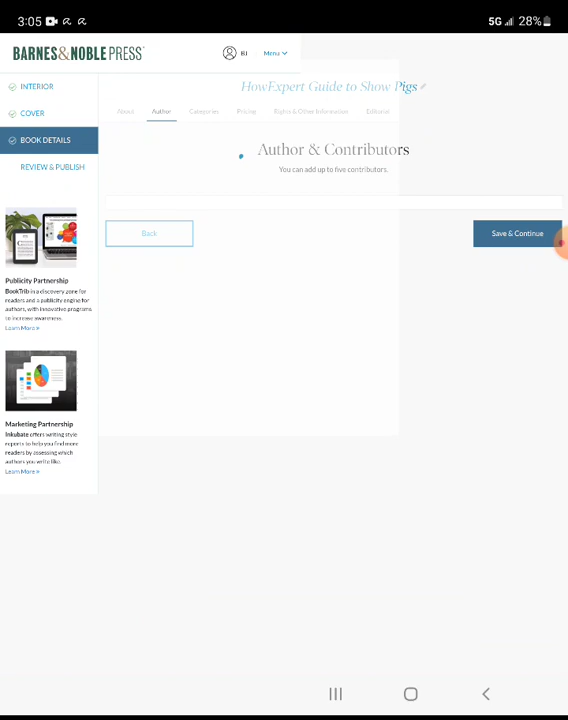 3:05
5G
28%
BARNES&NOBLE PRESS
BJ
Menu
INTERIOR
COVER
BOOK DETAILS
REVIEW & PUBLISH
HowExpert Guide to Show Pigs
About
Author
Categories
Pricing
Rights & Other Information
Editorial
Author & Contributors
You can add up to five contributors.
Back
Save & Continue
Publicity Partnership
BookTrib in a discovery zone for
readers and a publicity engine for
authors, with innovative programs
to increase awareness.
Learn More »
Marketing Partnership
Inkubate offers writing style
reports to help you find more
readers by assessing which
authors you write like.
Learn More »